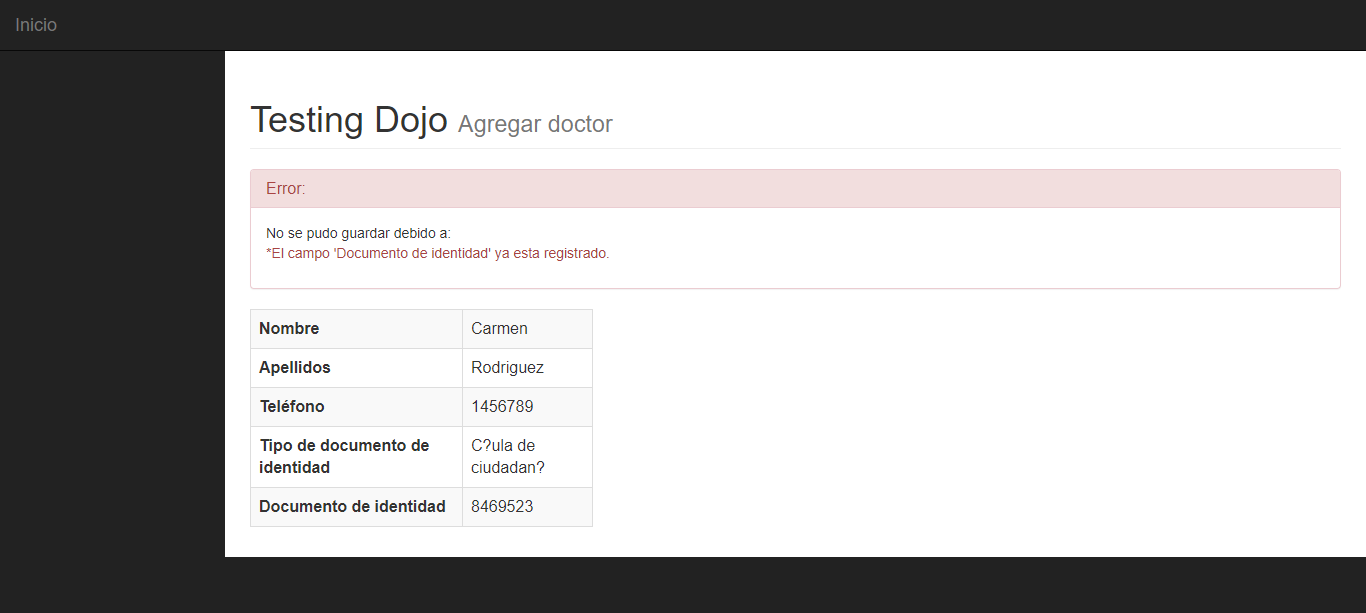 Inicio
Testing Dojo Agregar doctor
Error:
No se pudo guardar debido a:
*El campo 'Documento de identidad' ya esta registrado.
Nombre Carmen
Apellidos Rodriguez
Teléfono 1456789
Tipo de documento de identidad C?ula de ciudadan?
Documento de identidad 8469523